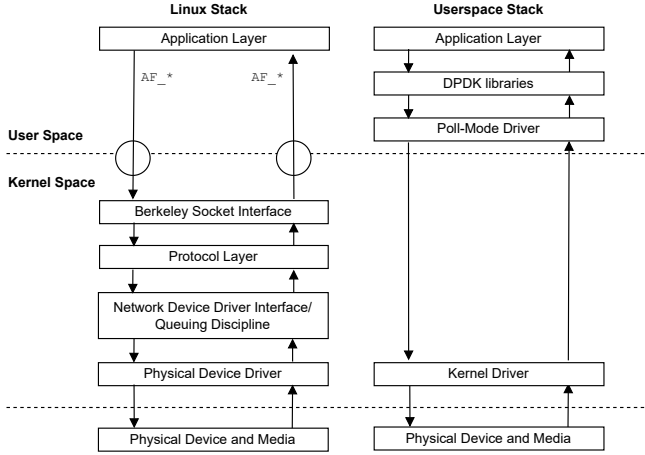 Linux Stack
Userspace Stack
Application Layer
Application Layer
AF_*
AF_*
DPDK libraries
Poll-Mode Driver
User Space
Kernel Space
Berkeley Socket Interface
Protocol Layer
Network Device Driver Interface/
Queuing Discipline
Physical Device Driver
Kernel Driver
Physical Device and Media
Physical Device and Media